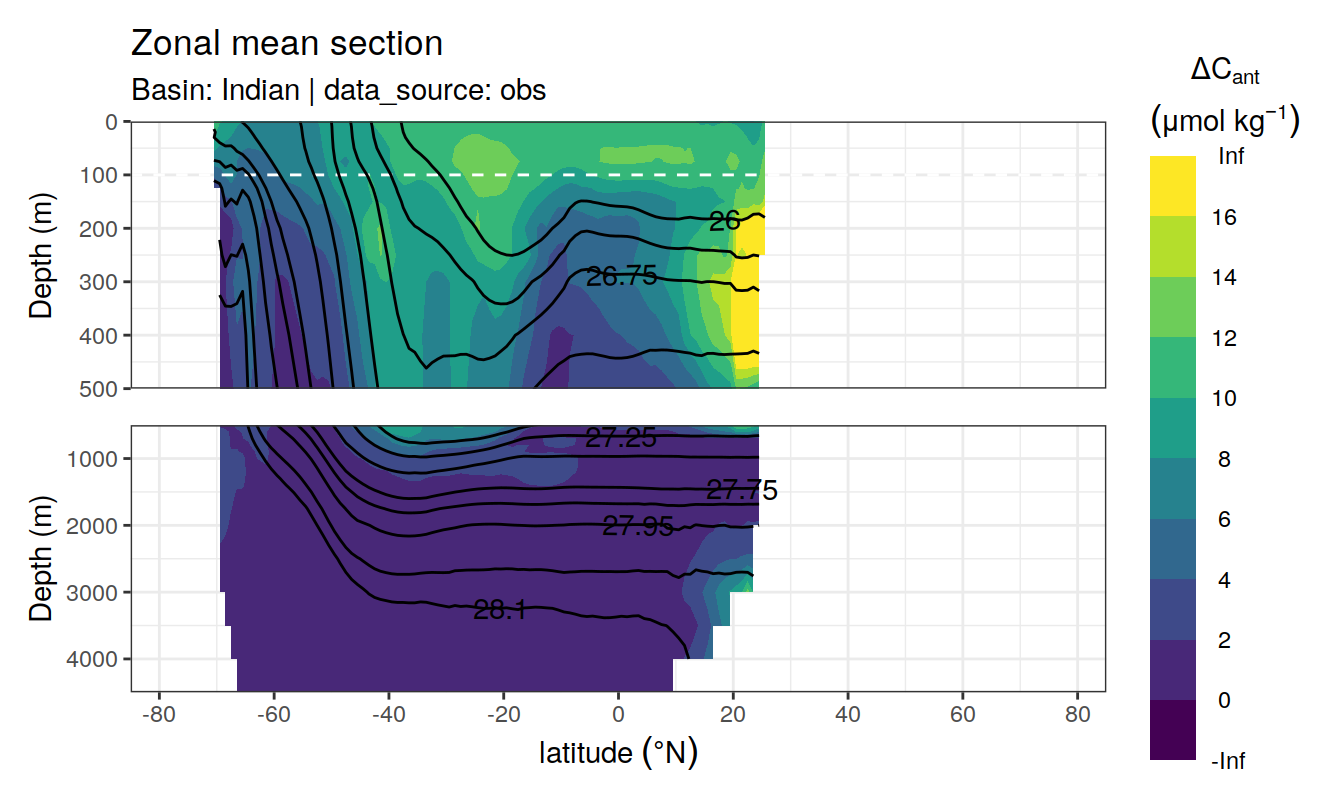 Zonal mean section
Basin: Indian | data_source: obs
ΔCant
(μmol kg⁻¹)
Inf
16
14
12
10
8
6
4
2
0
-Inf
Depth (m)
0
100
200
300
400
500
26
26.75
Depth (m)
1000
2000
3000
4000
27.25
27.75
27.95
28.1
-80 -60 -40 -20 0 20 40 60 80
latitude (°N)